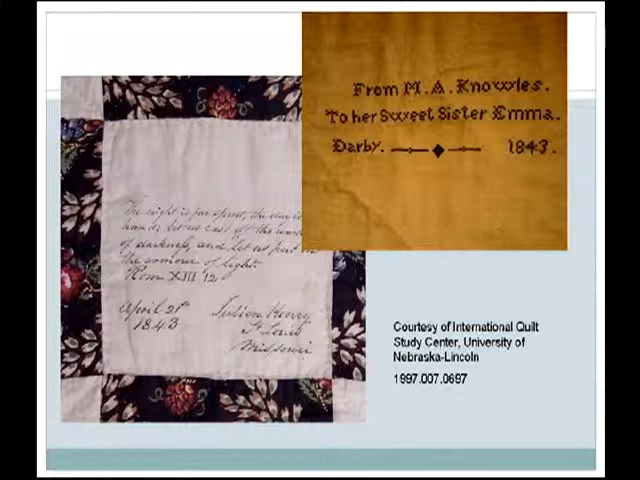 From M.A. Knowles.
To her Sweet Sister Emma.
Darby. 1843.
The night is far spent, the day is
hand; let us cast off the
of darkness, and let us put
the armour of light.
Rom XIII 12
April 21st
1843
Julien Henry
St Louis
Missouri
Courtesy of International Quilt
Study Center, University of
Nebraska-Lincoln
1997.007.0697